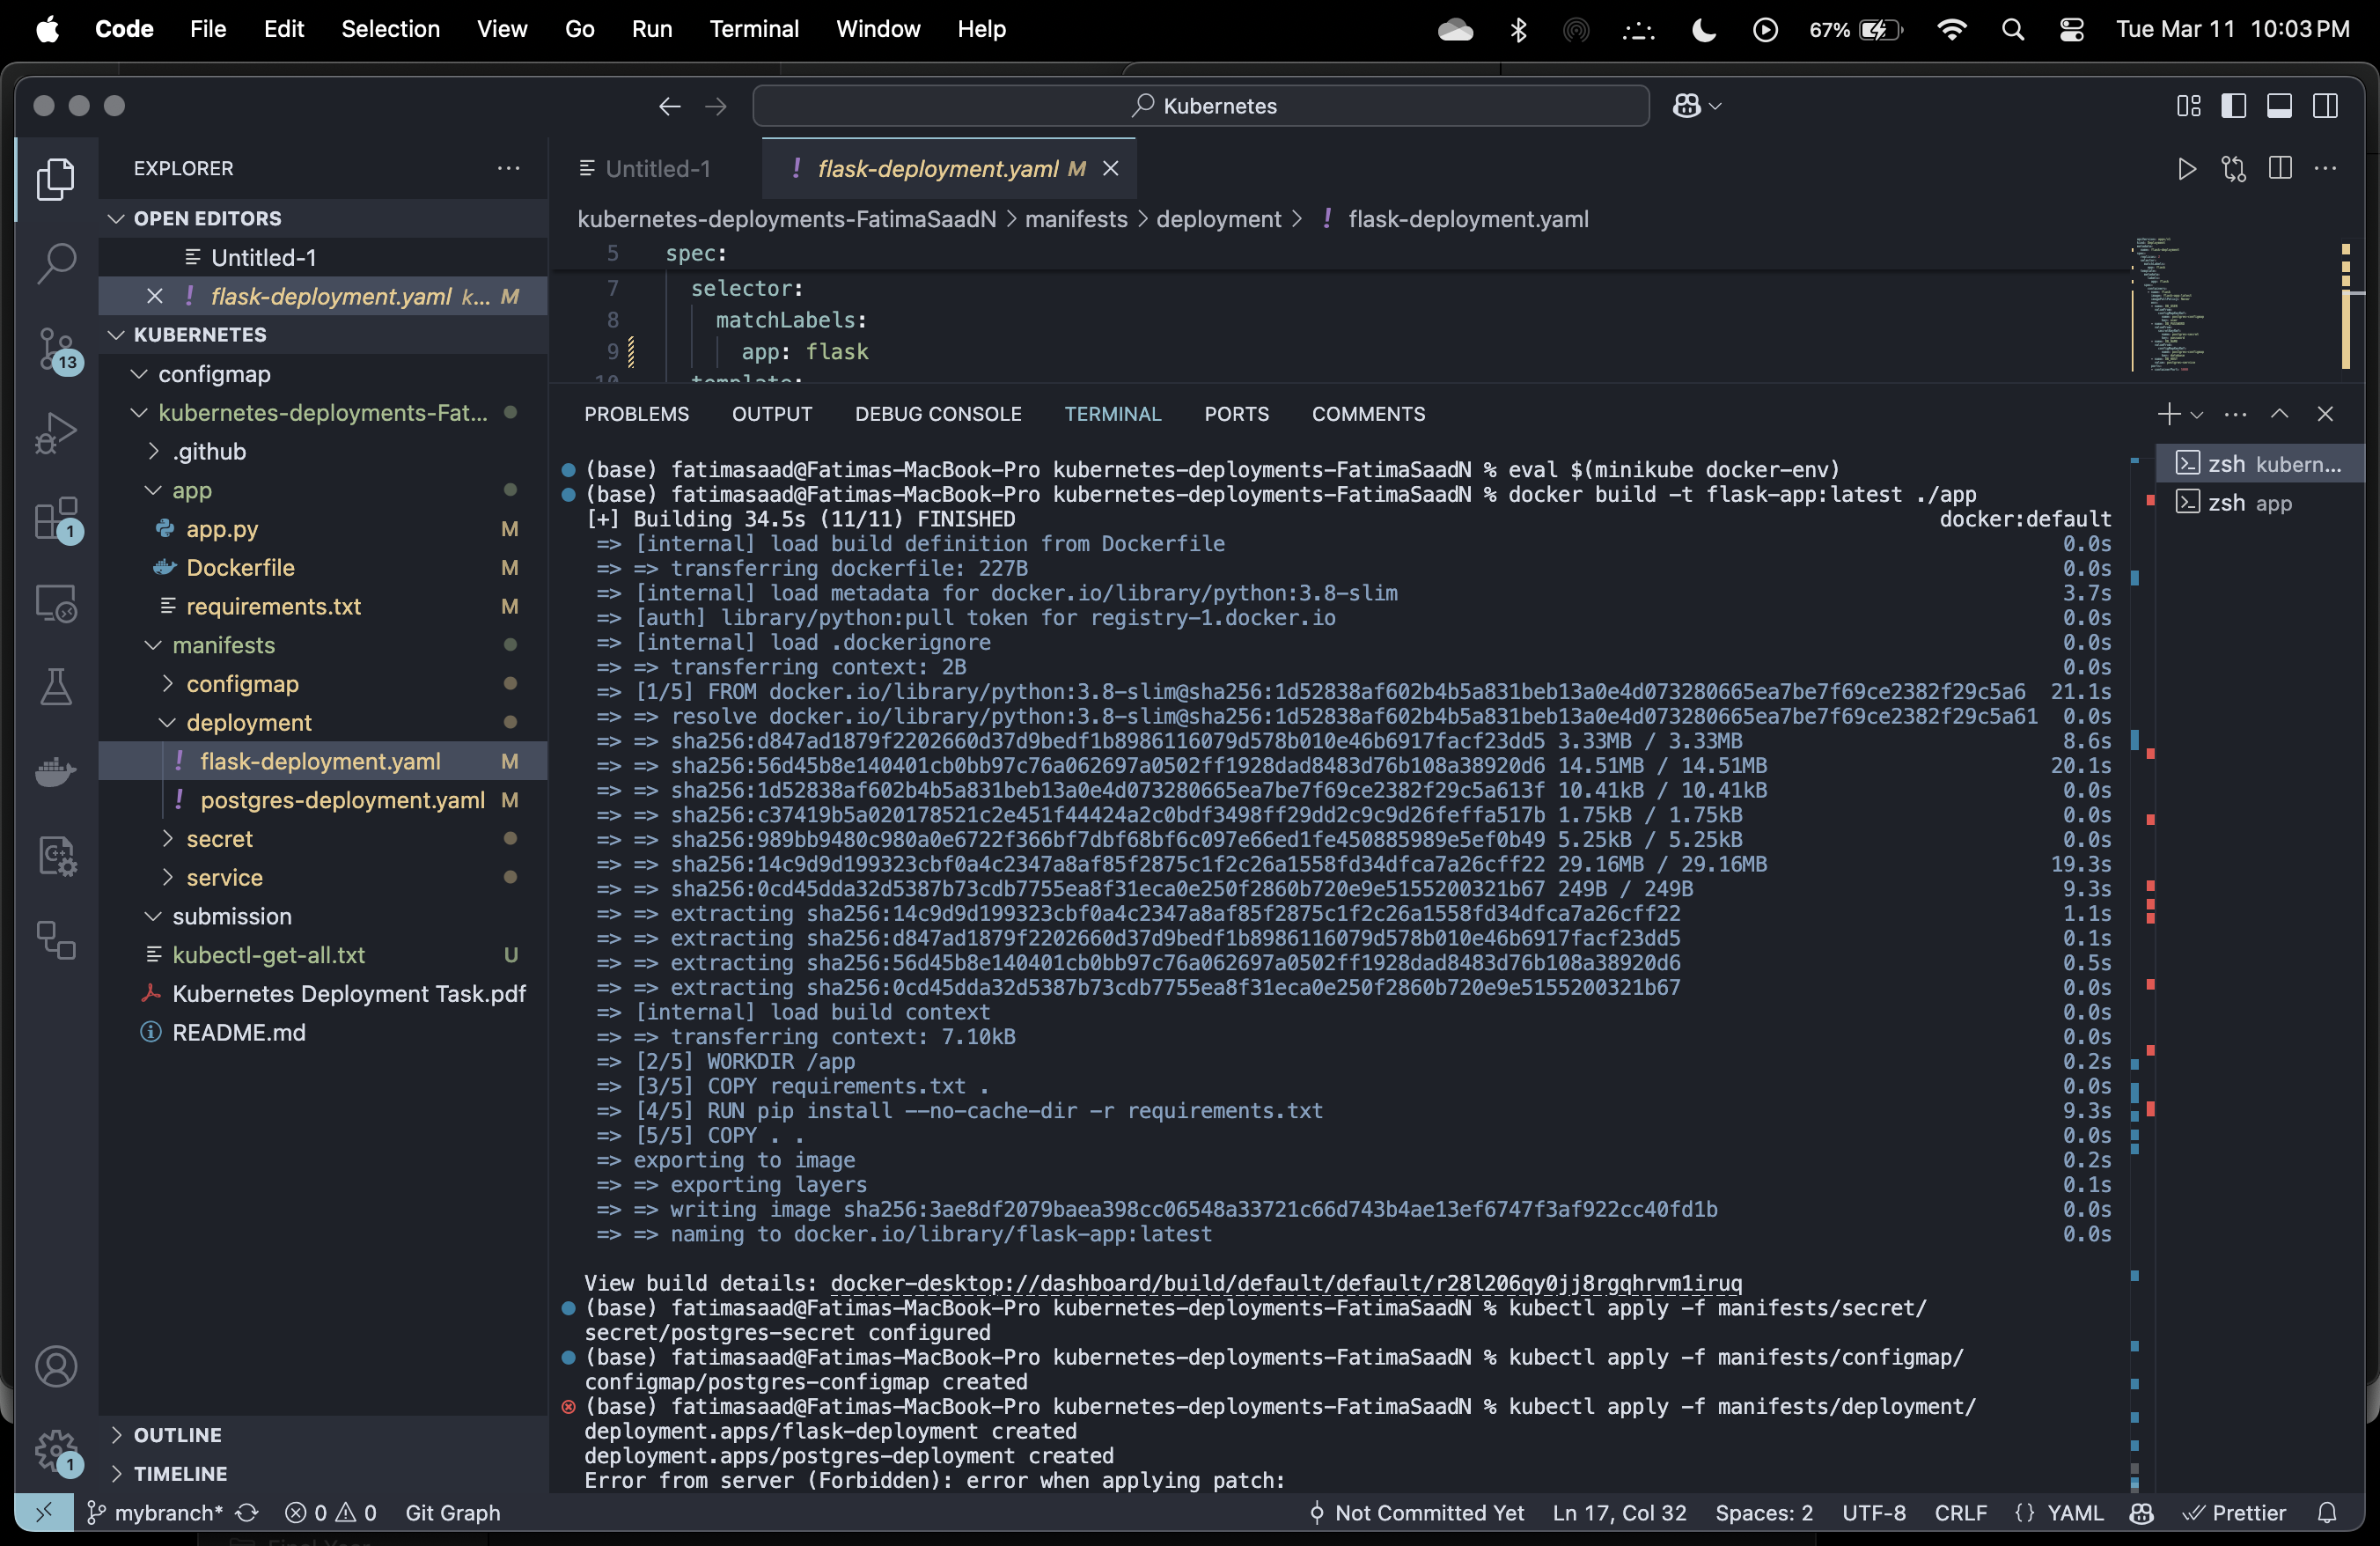 Code File Edit Selection View Go Run Terminal Window Help 67% Tue Mar 11 10:03 PM
Kubernetes
EXPLORER
OPEN EDITORS
Untitled-1
flask-deployment.yaml k... M
KUBERNETES
configmap
kubernetes-deployments-Fat...
.github
app
app.py M
Dockerfile M
requirements.txt M
manifests
configmap
deployment
flask-deployment.yaml M
postgres-deployment.yaml M
secret
service
submission
kubectl-get-all.txt U
Kubernetes Deployment Task.pdf
README.md
OUTLINE
TIMELINE
13
1
1
Untitled-1 flask-deployment.yaml M
kubernetes-deployments-FatimaSaadN > manifests > deployment > ! flask-deployment.yaml
5 spec:
7 selector:
8 matchLabels:
9 app: flask
10 template:
PROBLEMS OUTPUT DEBUG CONSOLE TERMINAL PORTS COMMENTS
zsh kubern...
zsh app
(base) fatimasaad@Fatimas-MacBook-Pro kubernetes-deployments-FatimaSaadN % eval $(minikube docker-env)
(base) fatimasaad@Fatimas-MacBook-Pro kubernetes-deployments-FatimaSaadN % docker build -t flask-app:latest ./app
[+] Building 34.5s (11/11) FINISHED docker:default
=> [internal] load build definition from Dockerfile 0.0s
=> => transferring dockerfile: 227B 0.0s
=> [internal] load metadata for docker.io/library/python:3.8-slim 3.7s
=> [auth] library/python:pull token for registry-1.docker.io 0.0s
=> [internal] load .dockerignore 0.0s
=> => transferring context: 2B 0.0s
=> [1/5] FROM docker.io/library/python:3.8-slim@sha256:1d52838af602b4b5a831beb13a0e4d073280665ea7be7f69ce2382f29c5a6 21.1s
=> => resolve docker.io/library/python:3.8-slim@sha256:1d52838af602b4b5a831beb13a0e4d073280665ea7be7f69ce2382f29c5a61 0.0s
=> => sha256:d847ad1879f2202660d37d9bedf1b8986116079d578b010e46b6917facf23dd5 3.33MB / 3.33MB 8.6s
=> => sha256:56d45b8e140401cb0bb97c76a062697a0502ff1928dad8483d76b108a38920d6 14.51MB / 14.51MB 20.1s
=> => sha256:1d52838af602b4b5a831beb13a0e4d073280665ea7be7f69ce2382f29c5a613f 10.41kB / 10.41kB 0.0s
=> => sha256:c37419b5a020178521c2e451f44424a2c0bdf3498ff29dd2c9c9d26feffa517b 1.75kB / 1.75kB 0.0s
=> => sha256:989bb9480c980a0e6722f366bf7dbf68bf6c097e66ed1fe450885989e5ef0b49 5.25kB / 5.25kB 0.0s
=> => sha256:14c9d9d199323cbf0a4c2347a8af85f2875c1f2c26a1558fd34dfca7a26cff22 29.16MB / 29.16MB 19.3s
=> => sha256:0cd45dda32d5387b73cdb7755ea8f31eca0e250f2860b720e9e5155200321b67 249B / 249B 9.3s
=> => extracting sha256:14c9d9d199323cbf0a4c2347a8af85f2875c1f2c26a1558fd34dfca7a26cff22 1.1s
=> => extracting sha256:d847ad1879f2202660d37d9bedf1b8986116079d578b010e46b6917facf23dd5 0.1s
=> => extracting sha256:56d45b8e140401cb0bb97c76a062697a0502ff1928dad8483d76b108a38920d6 0.5s
=> => extracting sha256:0cd45dda32d5387b73cdb7755ea8f31eca0e250f2860b720e9e5155200321b67 0.0s
=> [internal] load build context 0.0s
=> => transferring context: 7.10kB 0.0s
=> [2/5] WORKDIR /app 0.2s
=> [3/5] COPY requirements.txt . 0.0s
=> [4/5] RUN pip install --no-cache-dir -r requirements.txt 9.3s
=> [5/5] COPY . . 0.0s
=> exporting to image 0.2s
=> => exporting layers 0.1s
=> => writing image sha256:3ae8df2079baea398cc06548a33721c66d743b4ae13ef6747f3af922cc40fd1b 0.0s
=> => naming to docker.io/library/flask-app:latest 0.0s
View build details: docker-desktop://dashboard/build/default/default/r28l206qy0jj8rgqhrvm1iruq
(base) fatimasaad@Fatimas-MacBook-Pro kubernetes-deployments-FatimaSaadN % kubectl apply -f manifests/secret/
secret/postgres-secret configured
(base) fatimasaad@Fatimas-MacBook-Pro kubernetes-deployments-FatimaSaadN % kubectl apply -f manifests/configmap/
configmap/postgres-configmap created
(base) fatimasaad@Fatimas-MacBook-Pro kubernetes-deployments-FatimaSaadN % kubectl apply -f manifests/deployment/
deployment.apps/flask-deployment created
deployment.apps/postgres-deployment created
Error from server (Forbidden): error when applying patch:
mybranch* 0 0 Git Graph Not Committed Yet Ln 17, Col 32 Spaces: 2 UTF-8 CRLF {} YAML Prettier